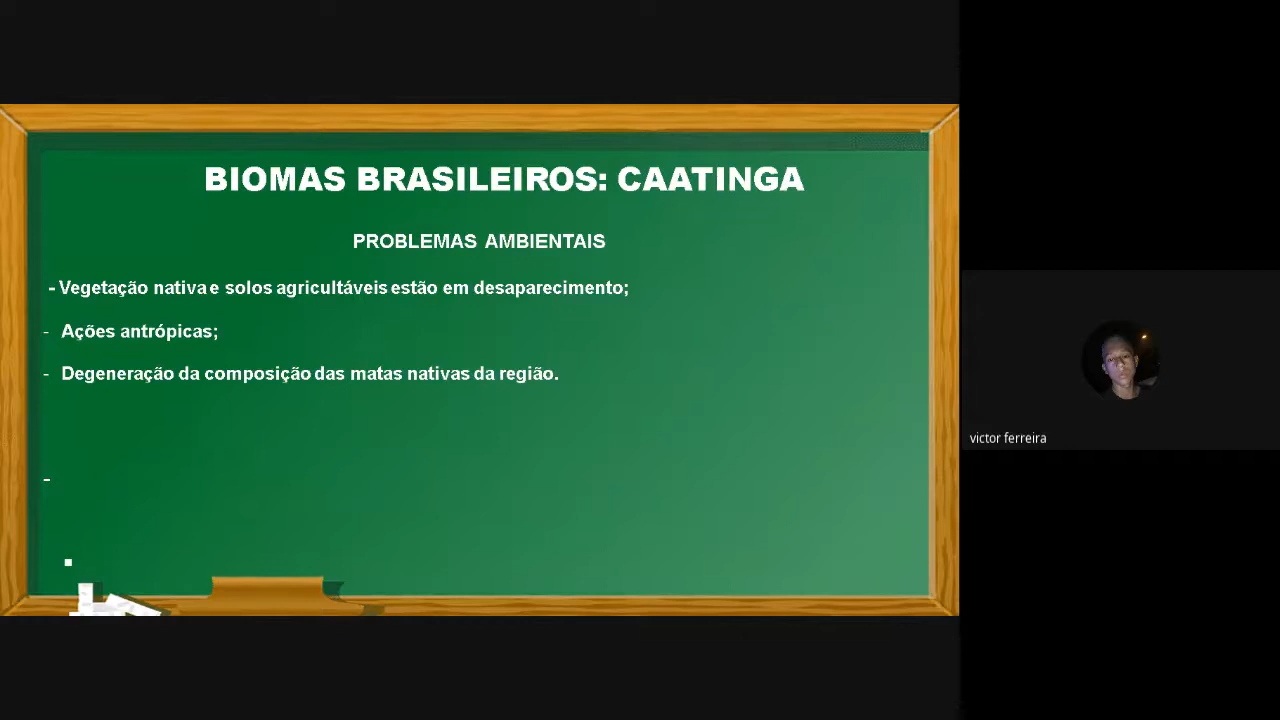 BIOMAS BRASILEIROS: CAATINGA
PROBLEMAS AMBIENTAIS
- Vegetação nativa e solos agricultáveis estão em desaparecimento;
- Ações antrópicas;
- Degeneração da composição das matas nativas da região.
-
victor ferreira